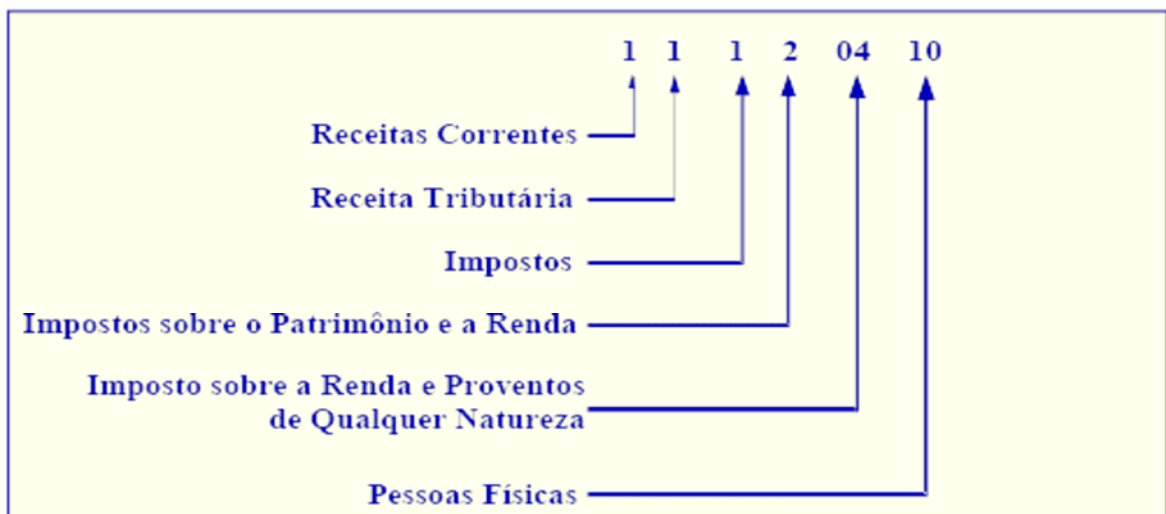 1 1 1 2 04 10
Receitas Correntes
Receita Tributária
Impostos
Impostos sobre o Patrimônio e a Renda
Imposto sobre a Renda e Proventos
de Qualquer Natureza
Pessoas Físicas